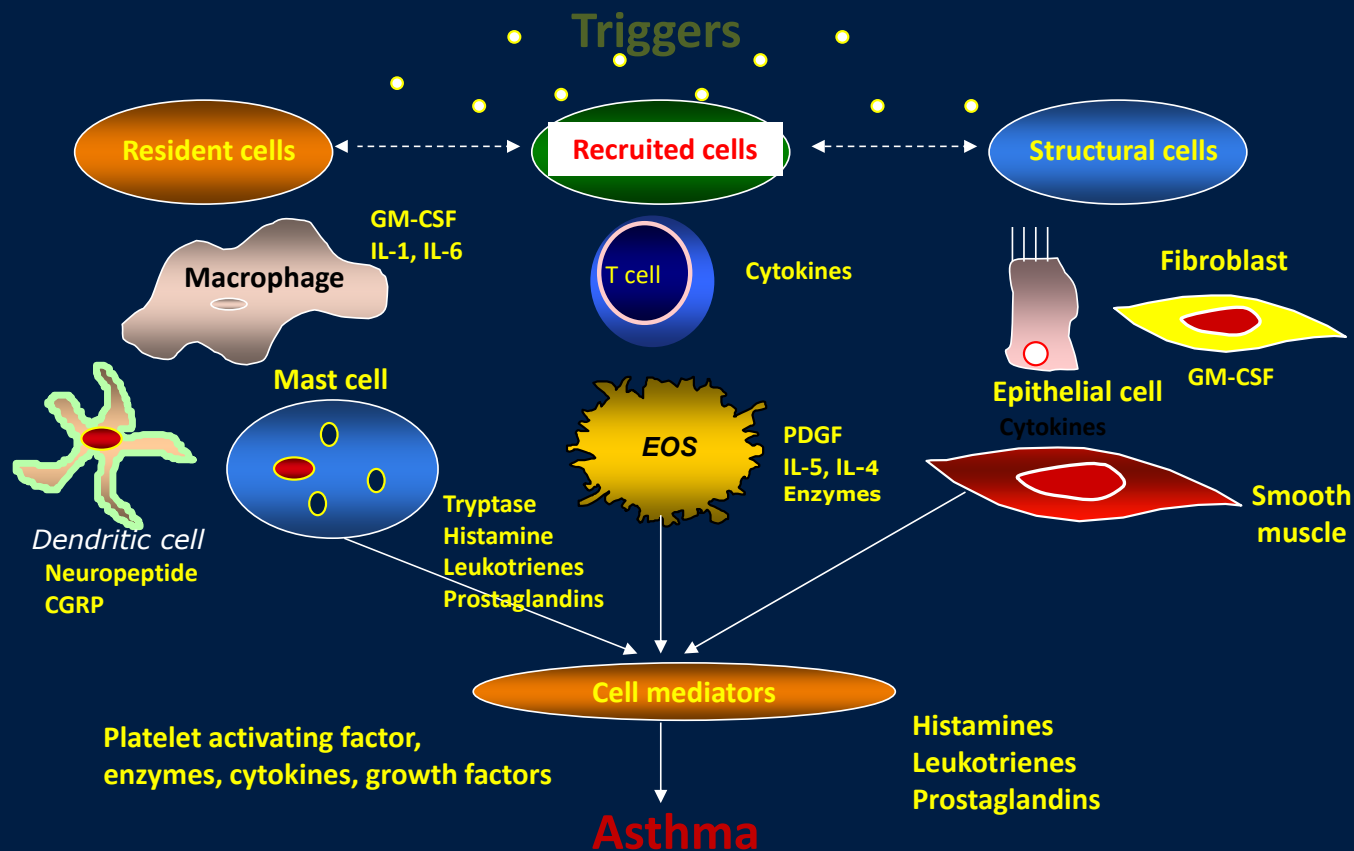 Triggers
Resident cells
Recruited cells
Structural cells
GM-CSF
IL-1, IL-6
Macrophage
T cell
Cytokines
Fibroblast
GM-CSF
Epithelial cell
Cytokines
Mast cell
Dendritic cell
Neuropeptide
CGRP
Tryptase
Histamine
Leukotrienes
Prostaglandins
EOS
PDGF
IL-5, IL-4
Enzymes
Smooth
muscle
Cell mediators
Platelet activating factor,
enzymes, cytokines, growth factors
Histamines
Leukotrienes
Prostaglandins
Asthma